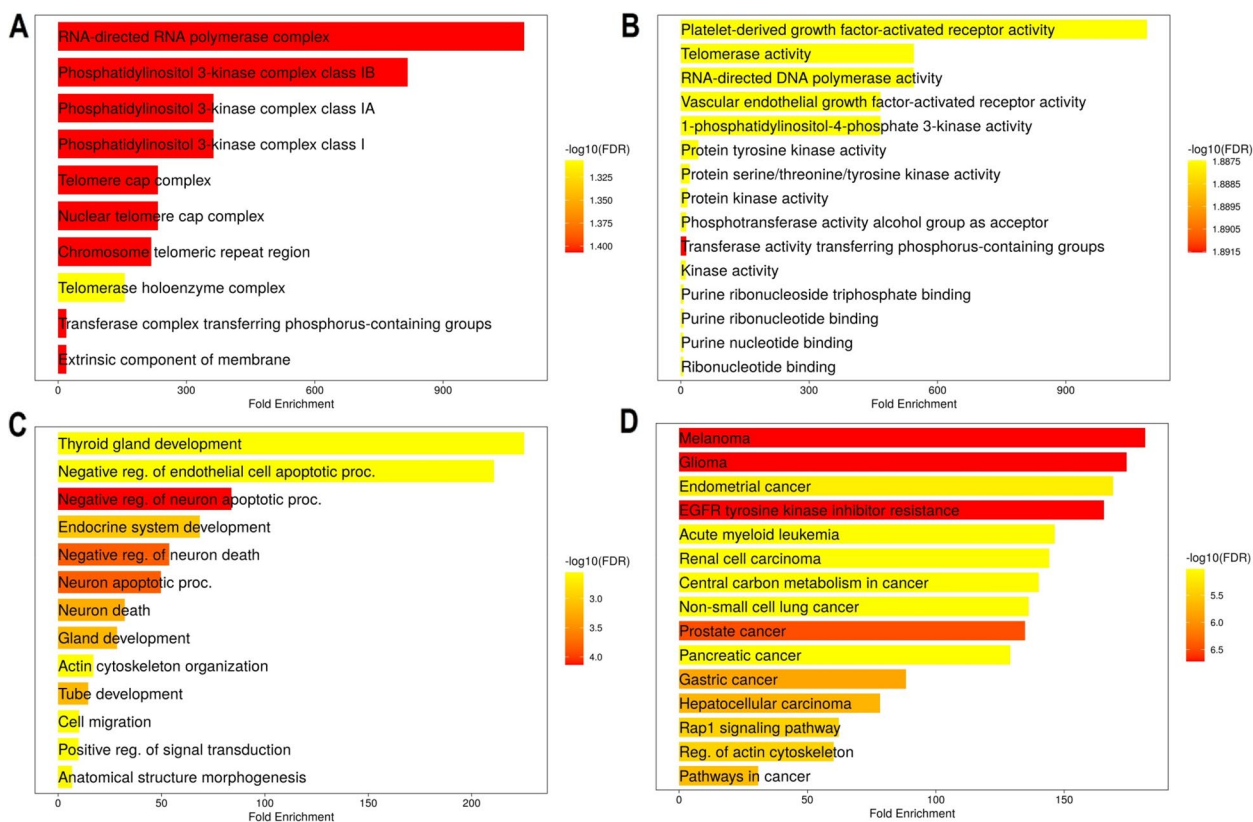 A
RNA-directed RNA polymerase complex
Phosphatidylinositol 3-kinase complex class IB
Phosphatidylinositol 3-kinase complex class IA
Phosphatidylinositol 3-kinase complex class I
Telomere cap complex
Nuclear telomere cap complex
Chromosome telomeric repeat region
Telomerase holoenzyme complex
Transferase complex transferring phosphorus-containing groups
Extrinsic component of membrane
0 300 600 900
Fold Enrichment
-log10(FDR)
1.325
1.350
1.375
1.400
B
Platelet-derived growth factor-activated receptor activity
Telomerase activity
RNA-directed DNA polymerase activity
Vascular endothelial growth factor-activated receptor activity
1-phosphatidylinositol-4-phosphate 3-kinase activity
Protein tyrosine kinase activity
Protein serine/threonine/tyrosine kinase activity
Protein kinase activity
Phosphotransferase activity alcohol group as acceptor
Transferase activity transferring phosphorus-containing groups
Kinase activity
Purine ribonucleoside triphosphate binding
Purine ribonucleotide binding
Purine nucleotide binding
Ribonucleotide binding
0 300 600 900
Fold Enrichment
-log10(FDR)
1.8875
1.8885
1.8895
1.8905
1.8915
C
Thyroid gland development
Negative reg. of endothelial cell apoptotic proc.
Negative reg. of neuron apoptotic proc.
Endocrine system development
Negative reg. of neuron death
Neuron apoptotic proc.
Neuron death
Gland development
Actin cytoskeleton organization
Tube development
Cell migration
Positive reg. of signal transduction
Anatomical structure morphogenesis
0 50 100 150 200
Fold Enrichment
-log10(FDR)
3.0
3.5
4.0
D
Melanoma
Glioma
Endometrial cancer
EGFR tyrosine kinase inhibitor resistance
Acute myeloid leukemia
Renal cell carcinoma
Central carbon metabolism in cancer
Non-small cell lung cancer
Prostate cancer
Pancreatic cancer
Gastric cancer
Hepatocellular carcinoma
Rap1 signaling pathway
Reg. of actin cytoskeleton
Pathways in cancer
0 50 100 150
Fold Enrichment
-log10(FDR)
5.5
6.0
6.5